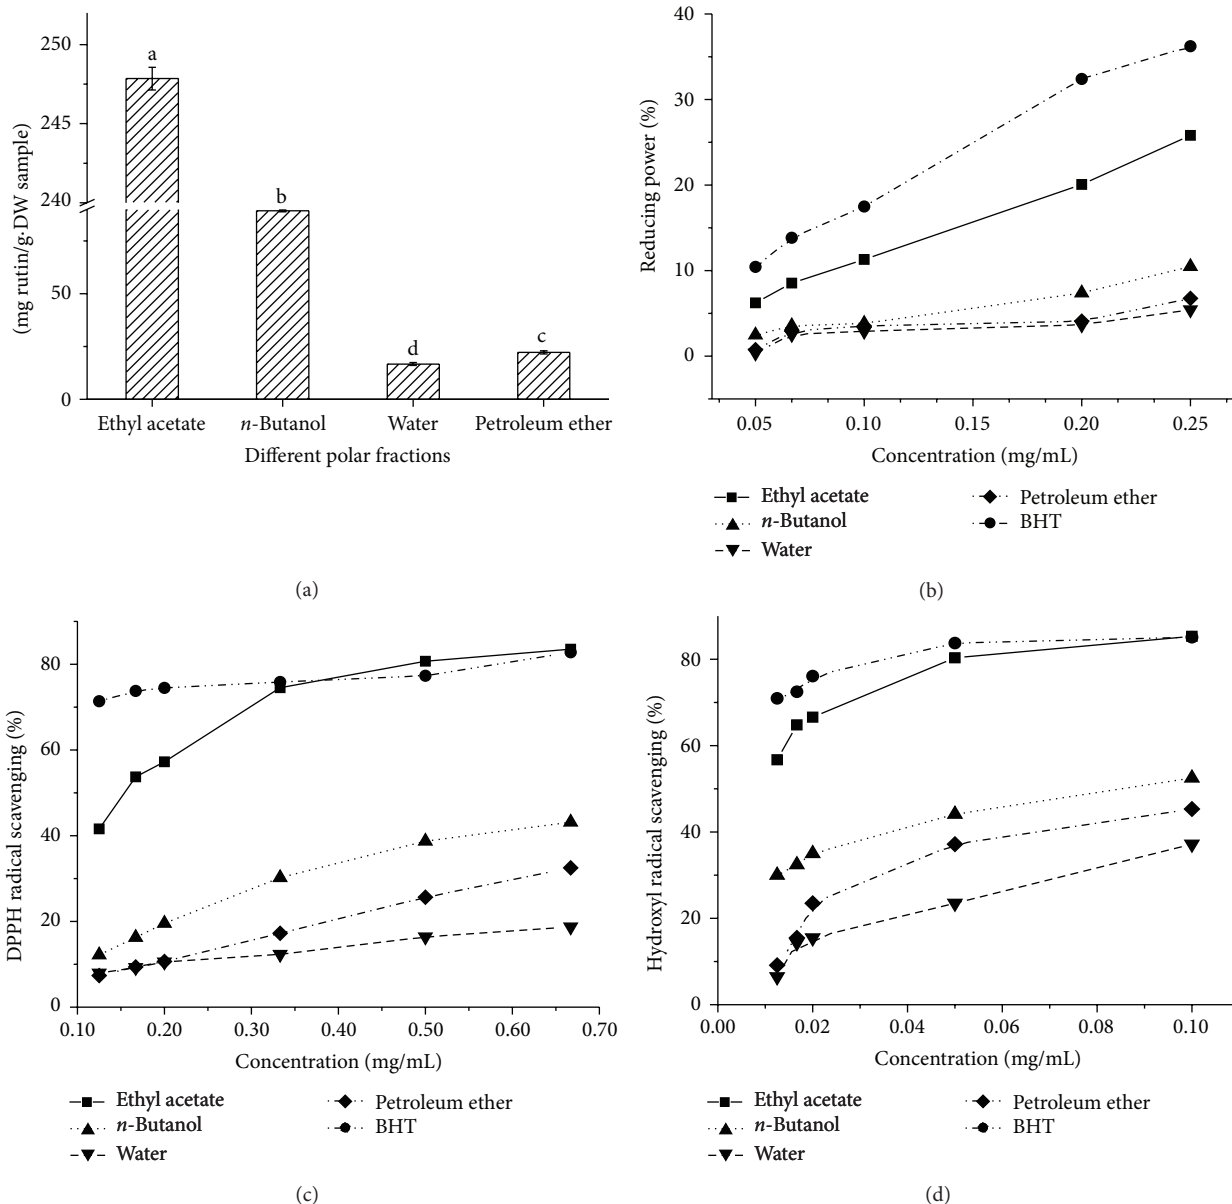 250
245
240
50
0
(mg rutin/g·DW sample)
a
b
d
c
Ethyl acetate
n-Butanol
Water
Petroleum ether
Different polar fractions
(a)
40
30
20
10
0
Reducing power (%)
0.05
0.10
0.15
0.20
0.25
Concentration (mg/mL)
Ethyl acetate
n-Butanol
Water
Petroleum ether
BHT
(b)
80
60
40
20
0
DPPH radical scavenging (%)
0.10
0.20
0.30
0.40
0.50
0.60
0.70
Concentration (mg/mL)
Ethyl acetate
n-Butanol
Water
Petroleum ether
BHT
(c)
80
60
40
20
0
Hydroxyl radical scavenging (%)
0.00
0.02
0.04
0.06
0.08
0.10
Concentration (mg/mL)
Ethyl acetate
n-Butanol
Water
Petroleum ether
BHT
(d)